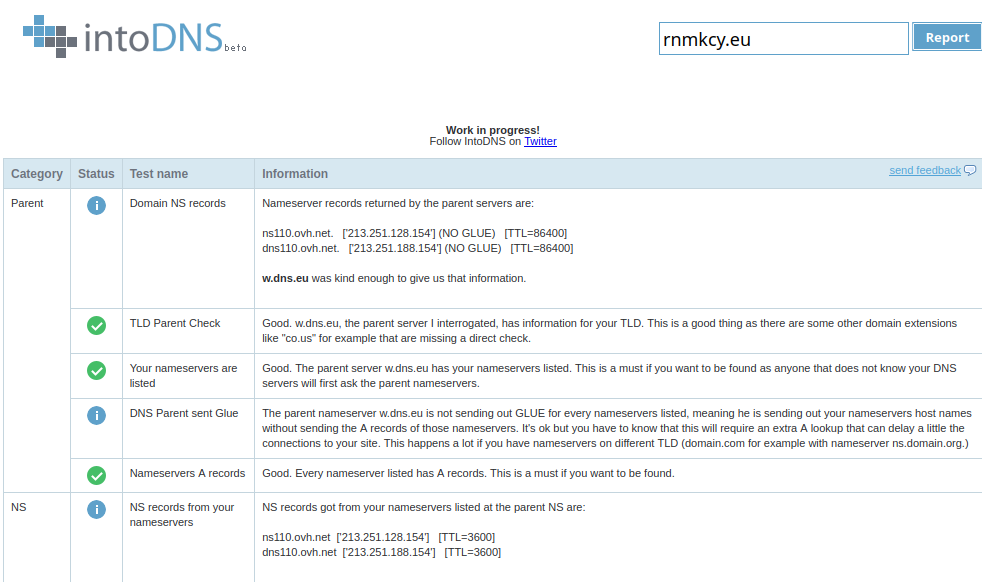 intoDNS beta
rnmkcy.eu
Report
Work in progress!
Follow IntoDNS on Twitter
Category Status Test name Information send feedback
Parent Domain NS records Nameserver records returned by the parent servers are:
ns110.ovh.net. ['213.251.128.154'] (NO GLUE) [TTL=86400]
dns110.ovh.net. ['213.251.188.154'] (NO GLUE) [TTL=86400]
w.dns.eu was kind enough to give us that information.
TLD Parent Check Good. w.dns.eu, the parent server I interrogated, has information for your TLD. This is a good thing as there are some other domain extensions
like "co.us" for example that are missing a direct check.
Your nameservers are Good. The parent server w.dns.eu has your nameservers listed. This is a must if you want to be found as anyone that does not know your DNS
listed servers will first ask the parent nameservers.
DNS Parent sent Glue The parent nameserver w.dns.eu is not sending out GLUE for every nameservers listed, meaning he is sending out your nameservers host names
without sending the A records of those nameservers. It's ok but you have to know that this will require an extra A lookup that can delay a little the
connections to your site. This happens a lot if you have nameservers on different TLD (domain.com for example with nameserver ns.domain.org.)
Nameservers A records Good. Every nameserver listed has A records. This is a must if you want to be found.
NS NS records from your NS records got from your nameservers listed at the parent NS are:
nameservers
ns110.ovh.net ['213.251.128.154'] [TTL=3600]
dns110.ovh.net ['213.251.188.154'] [TTL=3600]